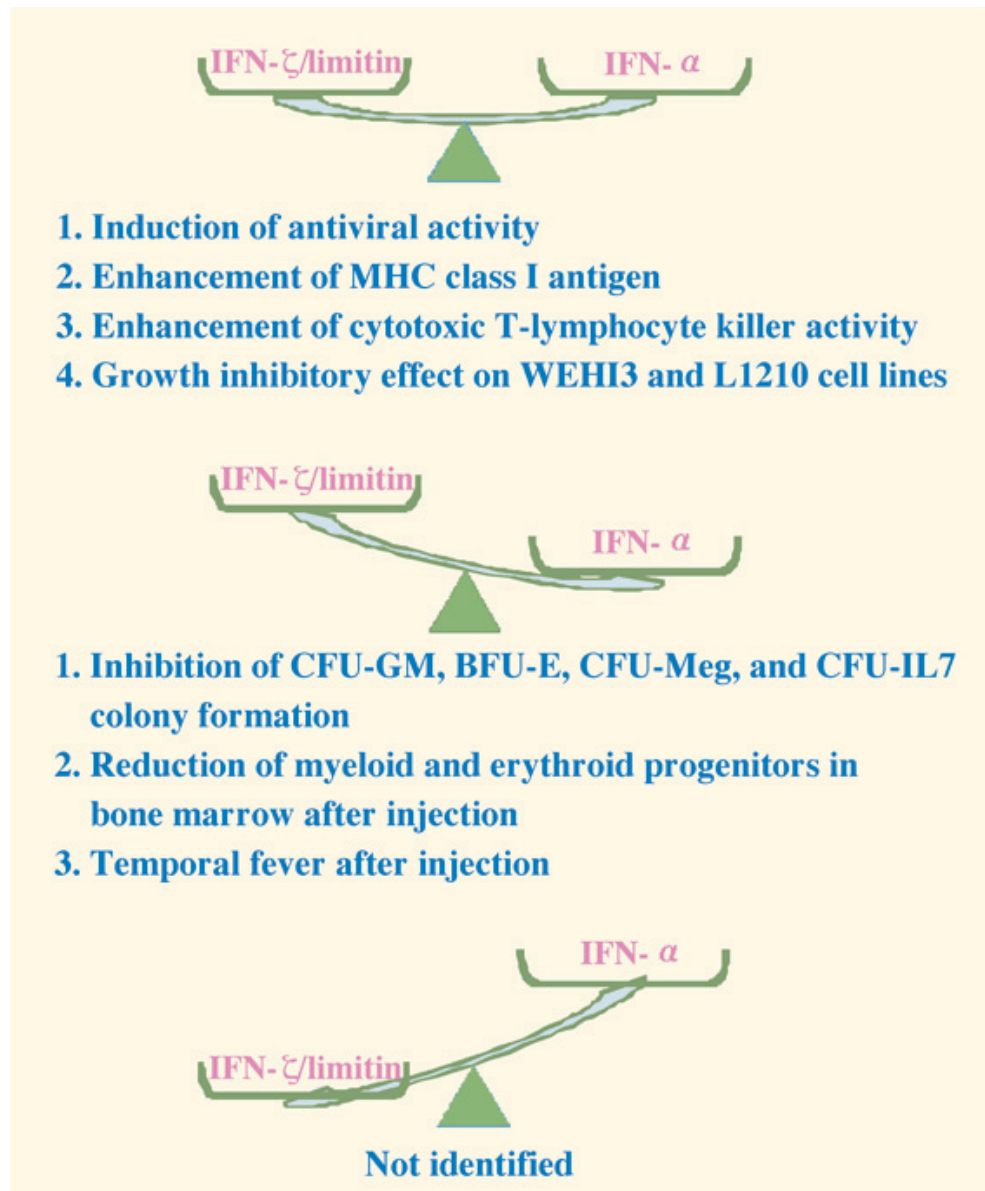 IFN-ζ/limitin IFN-α
1. Induction of antiviral activity
2. Enhancement of MHC class I antigen
3. Enhancement of cytotoxic T-lymphocyte killer activity
4. Growth inhibitory effect on WEHI3 and L1210 cell lines
IFN-ζ/limitin
IFN-α
1. Inhibition of CFU-GM, BFU-E, CFU-Meg, and CFU-IL7
colony formation
2. Reduction of myeloid and erythroid progenitors in
bone marrow after injection
3. Temporal fever after injection
IFN-α
IFN-ζ/limitin
Not identified